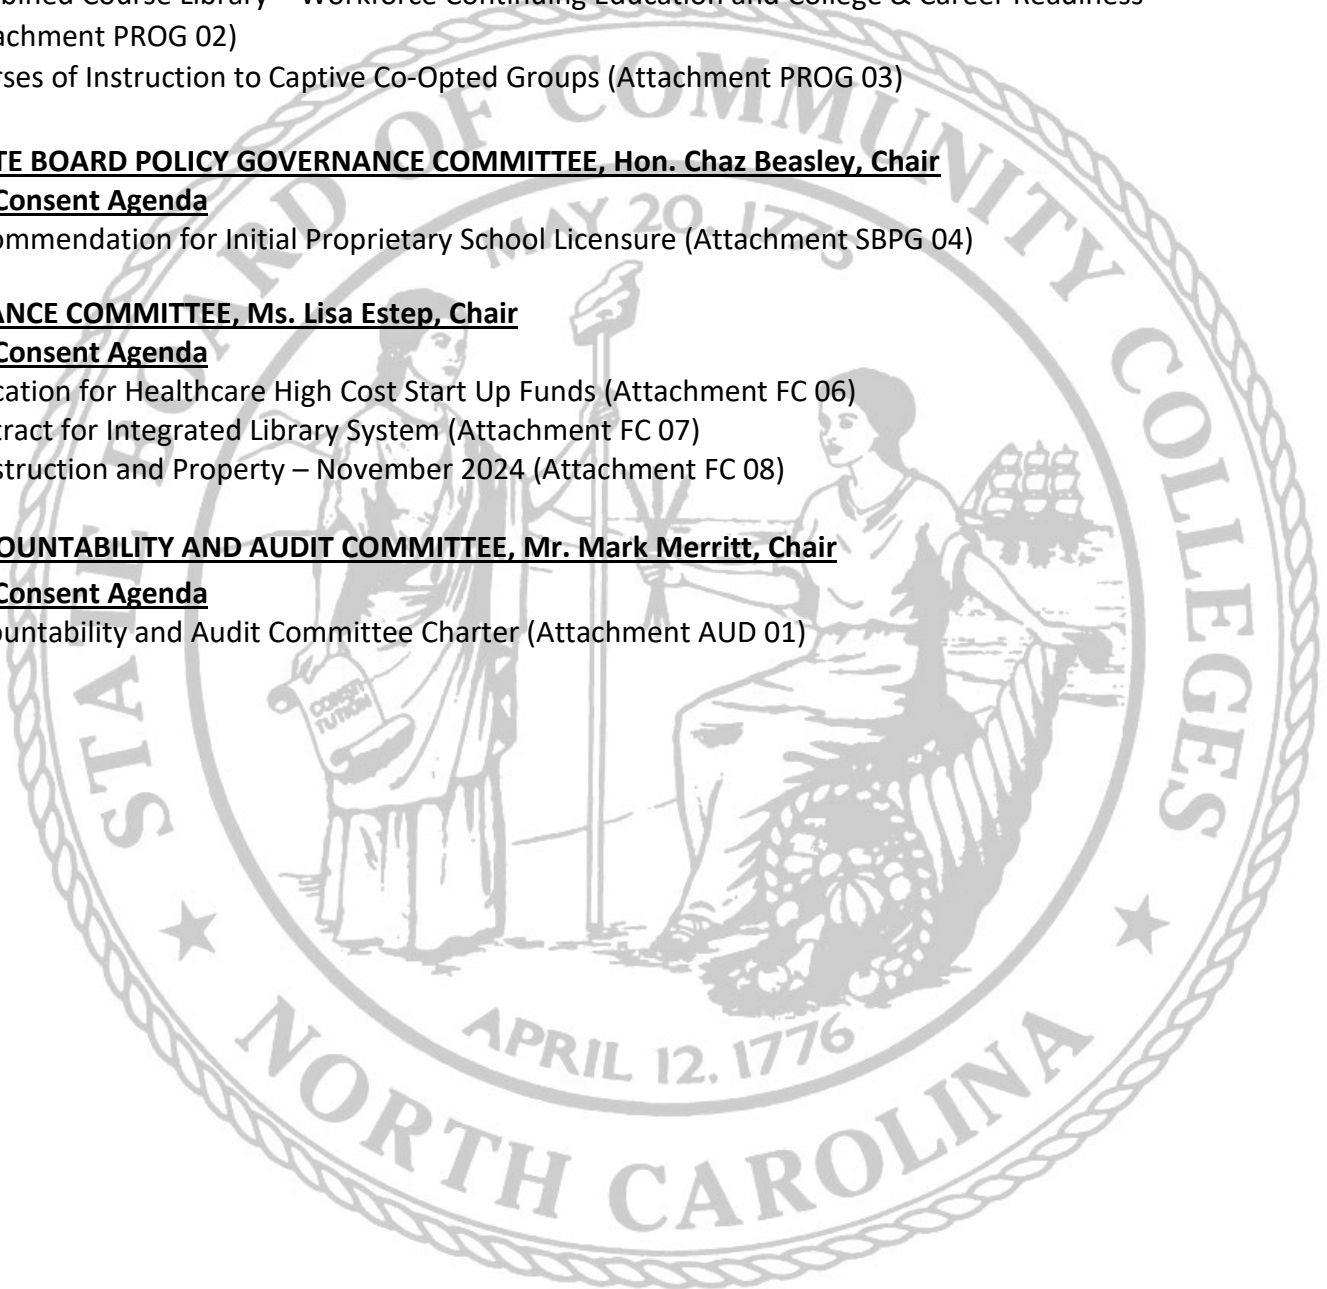 bined Course Library – Workforce Continuing Education and College & Career Readiness
achment PROG 02)
rses of Instruction to Captive Co-Opted Groups (Attachment PROG 03)
TE BOARD POLICY GOVERNANCE COMMITTEE, Hon. Chaz Beasley, Chair
Consent Agenda
ommendation for Initial Proprietary School Licensure (Attachment SBPG 04)
ANCE COMMITTEE, Ms. Lisa Estep, Chair
Consent Agenda
cation for Healthcare High Cost Start Up Funds (Attachment FC 06)
tract for Integrated Library System (Attachment FC 07)
struction and Property – November 2024 (Attachment FC 08)
OUNTABILITY AND AUDIT COMMITTEE, Mr. Mark Merritt, Chair
Consent Agenda
ountability and Audit Committee Charter (Attachment AUD 01)
STATE BOARD OF COMMUNITY COLLEGES
MAY 20, 1775
CONSTI
TUTION
APRIL 12, 1776
NORTH CAROLINA